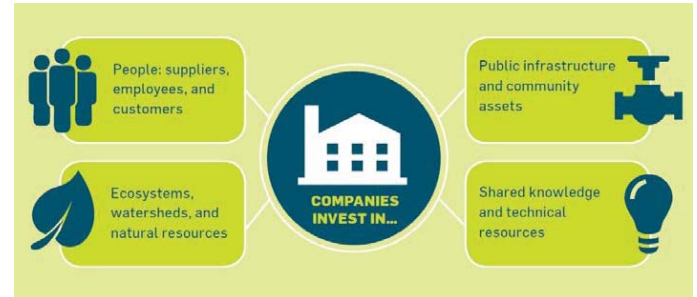 People: suppliers,
employees, and
customers
Ecosystems,
watersheds, and
natural resources
COMPANIES
INVEST IN...
Public infrastructure
and community
assets
Shared knowledge
and technical
resources